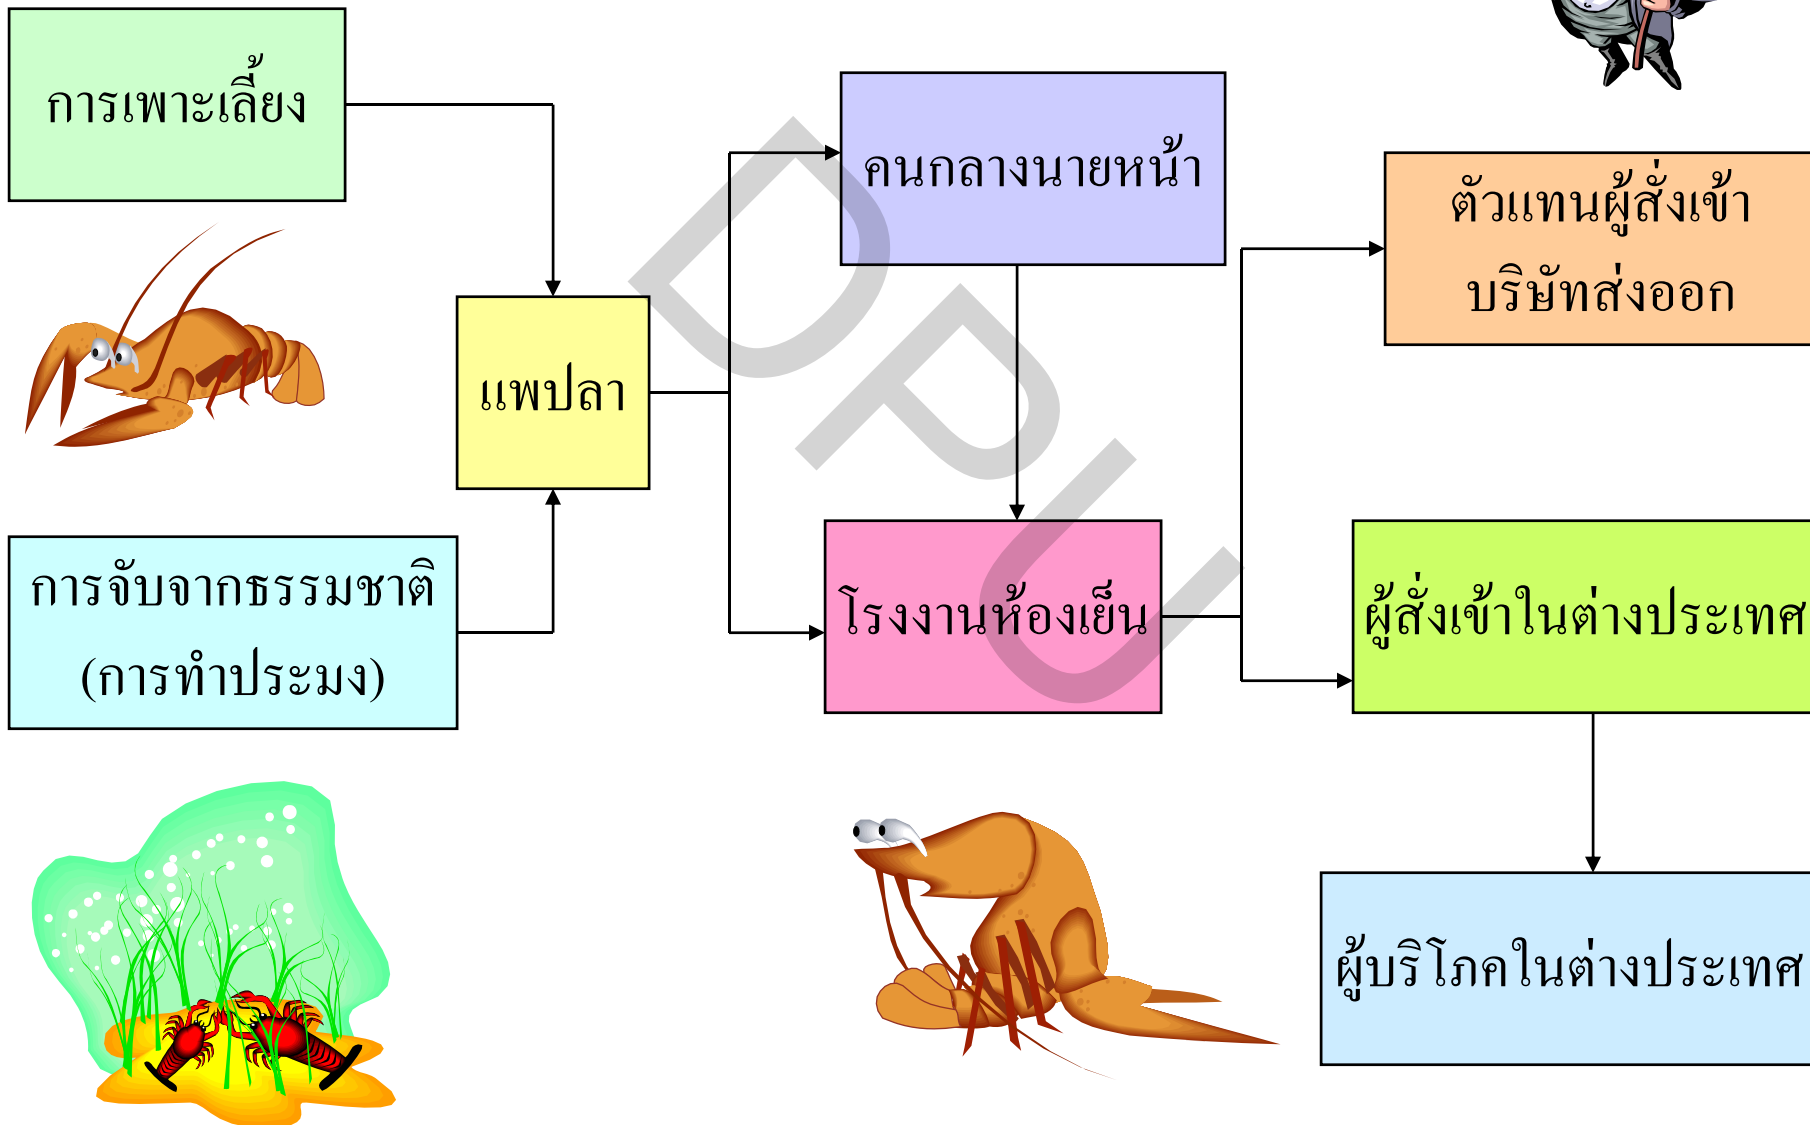 การเพาะเลี้ยง
คนกลางนายหน้า
ตัวแทนผู้สั่งเข้า
บริษัทส่งออก
แพปลา
การจับจากธรรมชาติ
(การทำประมง)
โรงงานห้องเย็น
ผู้สั่งเข้าในต่างประเทศ
ผู้บริโภคในต่างประเทศ
DPU